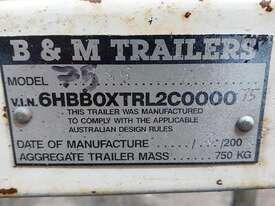 B & M TRAILERS
MODEL
V.I.N. 6HBB0XTRL2C000015
THIS TRAILER WAS MANUFACTURED
TO COMPLY WITH THE APPLICABLE
AUSTRALIAN DESIGN RULES
DATE OF MANUFACTURE / /200
AGGREGATE TRAILER MASS 750 KG